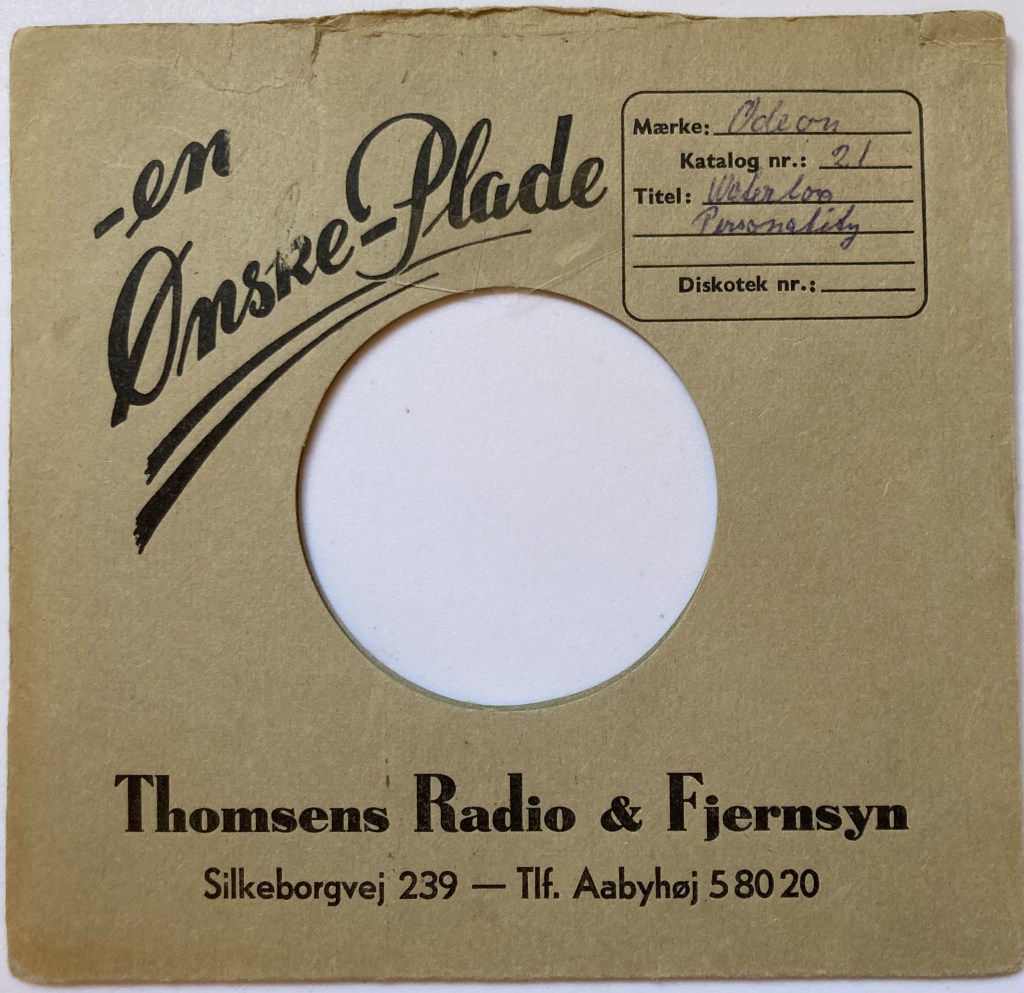 -en
Ønske-Plade
Mærke: Odeon
Katalog nr.: 21
Titel: Waterloo
Personality
Diskotek nr.:
Thomsens Radio & Fjernsyn
Silkeborgvej 239 — Tlf. Aabyhøj 5 80 20